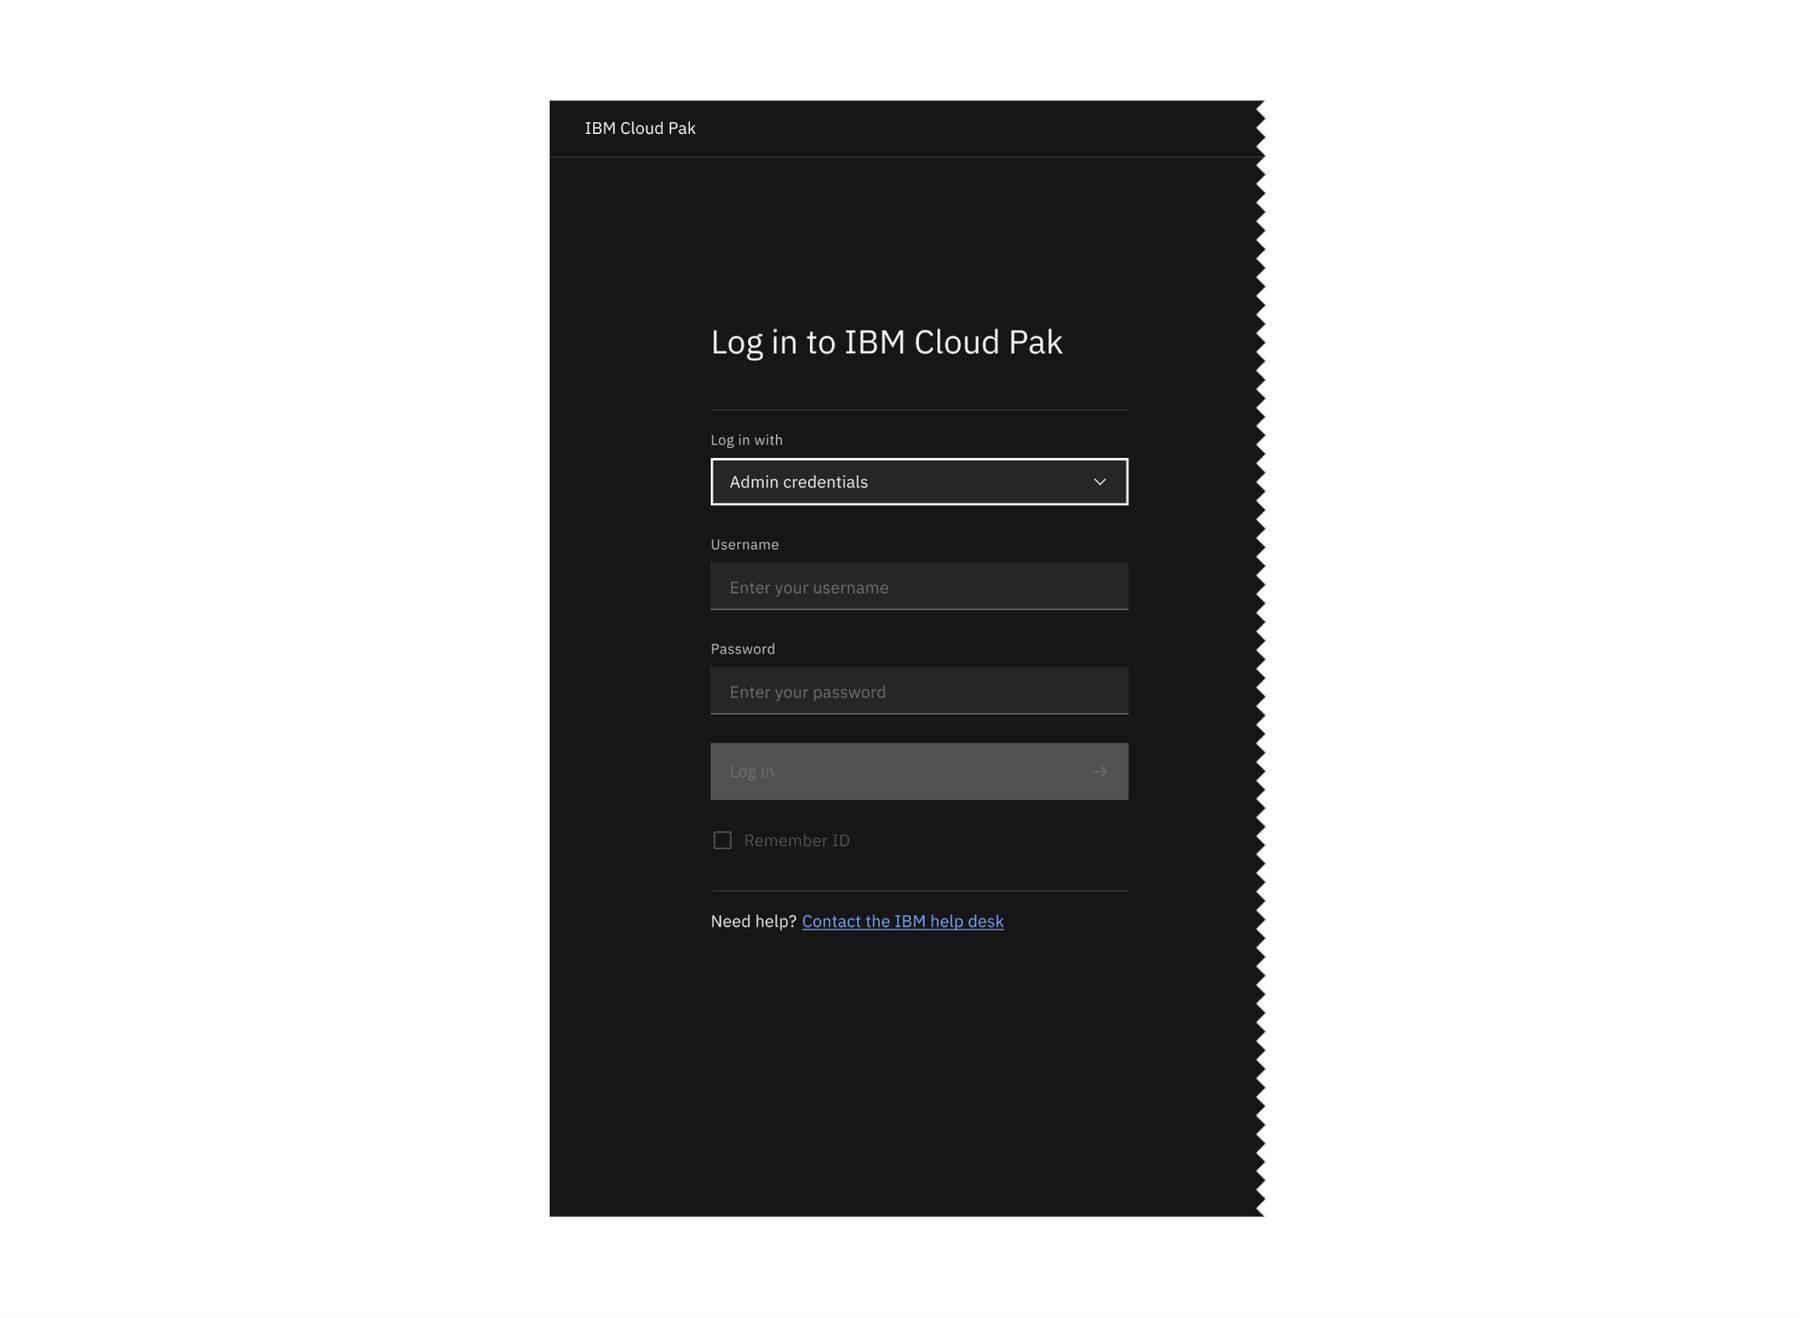 IBM Cloud Pak
Log in to IBM Cloud Pak
Log in with
Admin credentials
Username
Enter your username
Password
Enter your password
Log in
Remember ID
Need help? Contact the IBM help desk